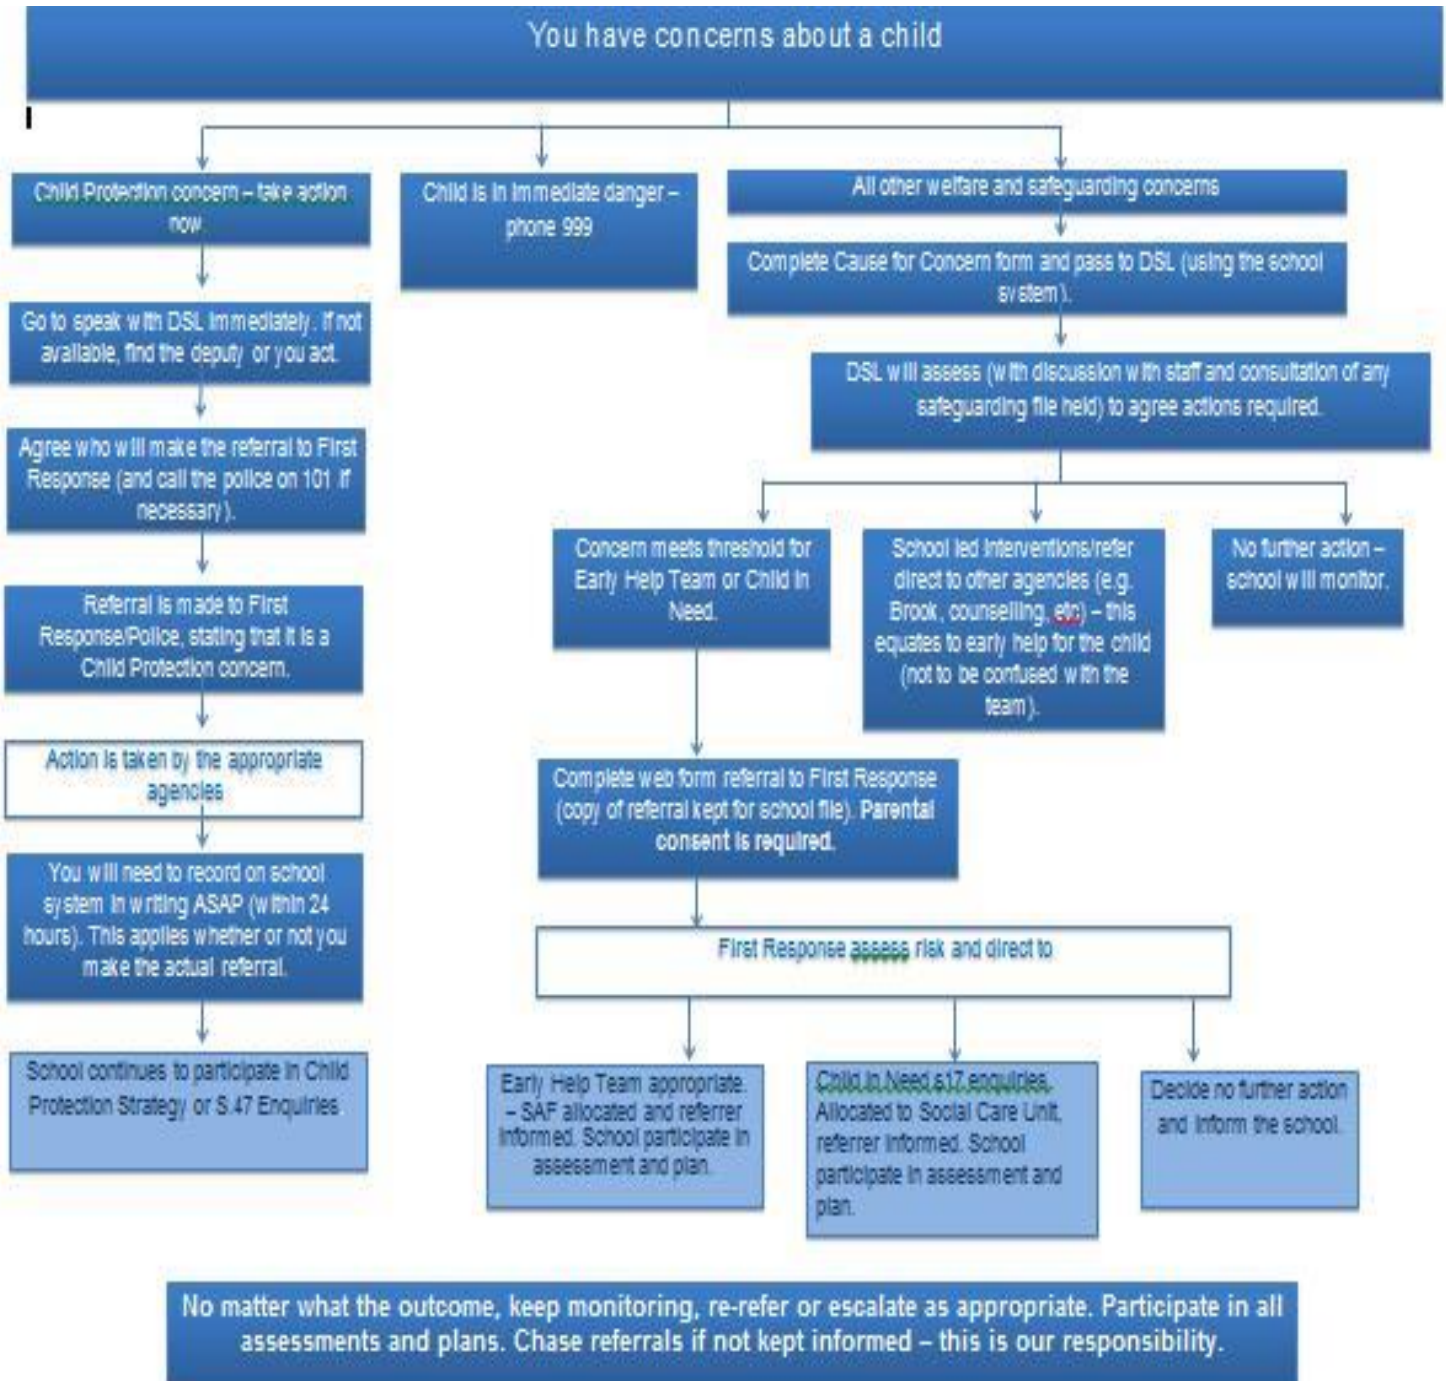 You have concerns about a child
Child Protection concern – take action
now.
Child is in immediate danger –
phone 999
All other welfare and safeguarding concerns
Complete Cause for Concern form and pass to DSL (using the school
system).
Go to speak with DSL immediately. If not
available, find the deputy or you act.
DSL will assess (with discussion with staff and consultation of any
safeguarding file held) to agree actions required.
Agree who will make the referral to First
Response (and call the police on 101 if
necessary).
Concern meets threshold for
Early Help Team or Child in
Need.
School led interventions/refer
direct to other agencies (e.g.
Brook, counselling, etc) – this
equates to early help for the child
(not to be confused with the
team).
No further action –
school will monitor.
Referral is made to First
Response/Police, stating that it is a
Child Protection concern.
Action is taken by the appropriate
agencies
Complete web form referral to First Response
(copy of referral kept for school file). Parental
consent is required.
You will need to record on school
system in writing ASAP (within 24
hours). This applies whether or not you
make the actual referral.
First Response assess risk and direct to
School continues to participate in Child
Protection Strategy or S.47 Enquiries
Early Help Team appropriate.
– SAF allocated and referrer
informed. School participate in
assessment and plan.
Child in Need s17 enquiries.
Allocated to Social Care Unit,
referrer informed. School
participate in assessment and
plan.
Decide no further action
and inform the school.
No matter what the outcome, keep monitoring, re-refer or escalate as appropriate. Participate in all
assessments and plans. Chase referrals if not kept informed – this is our responsibility.